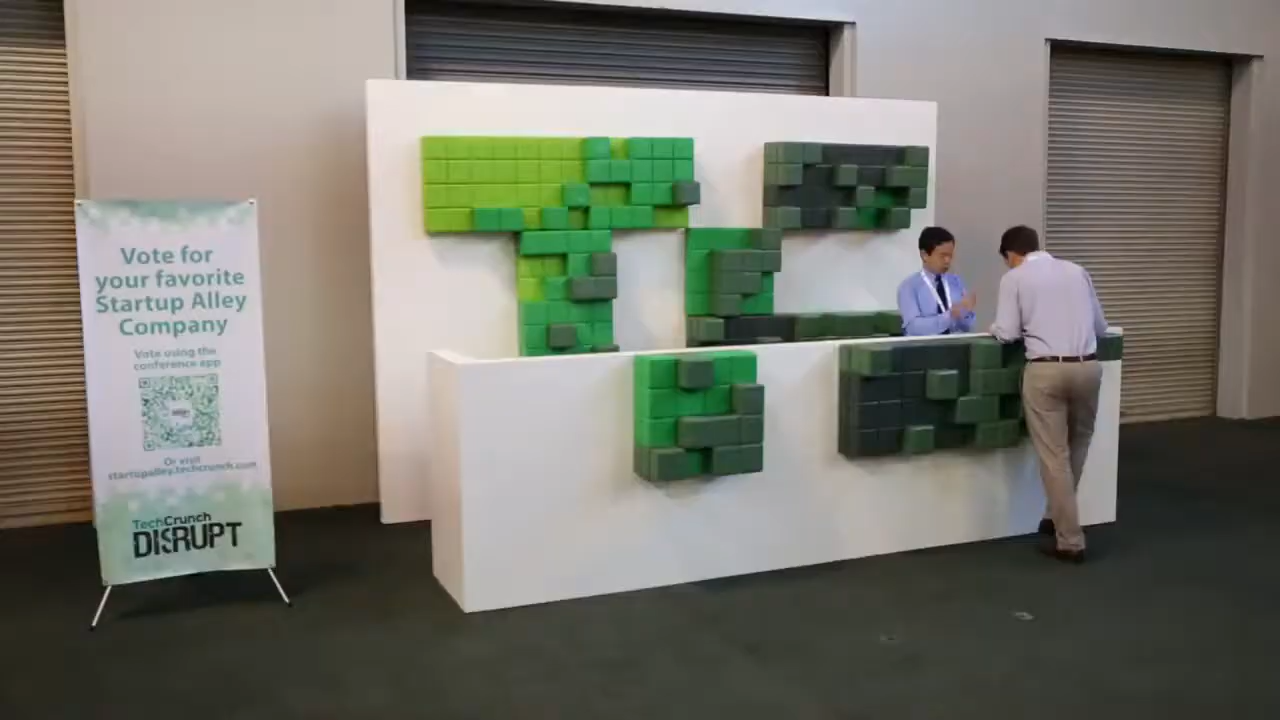 Vote for
your favorite
Startup Alley
Company
Vote using the
conference app
Or visit
startupalley.techcrunch.com
TechCrunch
DISRUPT
TC